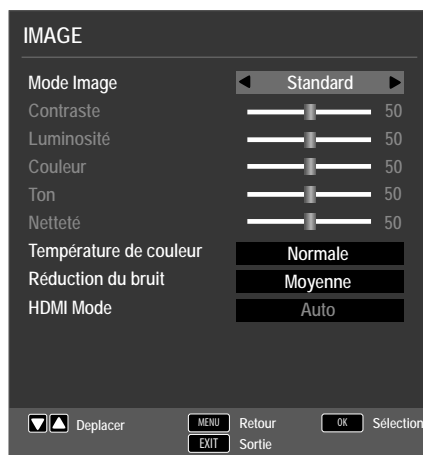 IMAGE
Mode Image Standard
Contraste 50
Luminosité 50
Couleur 50
Ton 50
Netteté 50
Température de couleur Normale
Réduction du bruit Moyenne
HDMI Mode Auto
Deplacer MENU Retour OK Sélection
EXIT Sortie